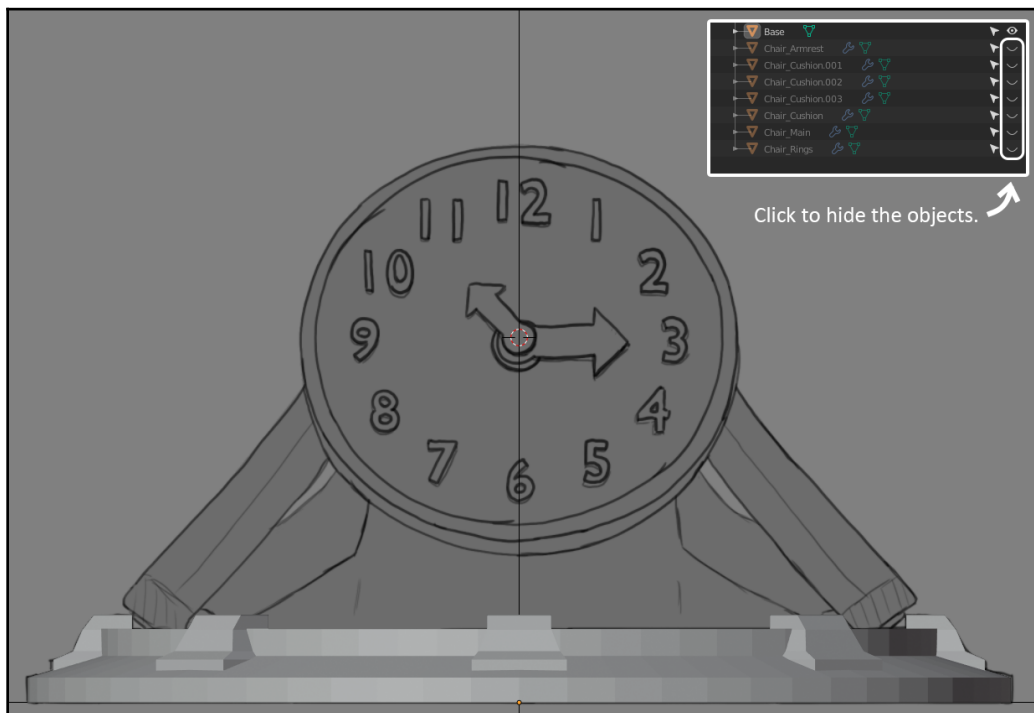 Base
Chair_Armrest
Chair_Cushion.001
Chair_Cushion.002
Chair_Cushion.003
Chair_Cushion
Chair_Main
Chair_Rings
Click to hide the objects.
12
11
1
10
2
9
3
8
4
7
5
6